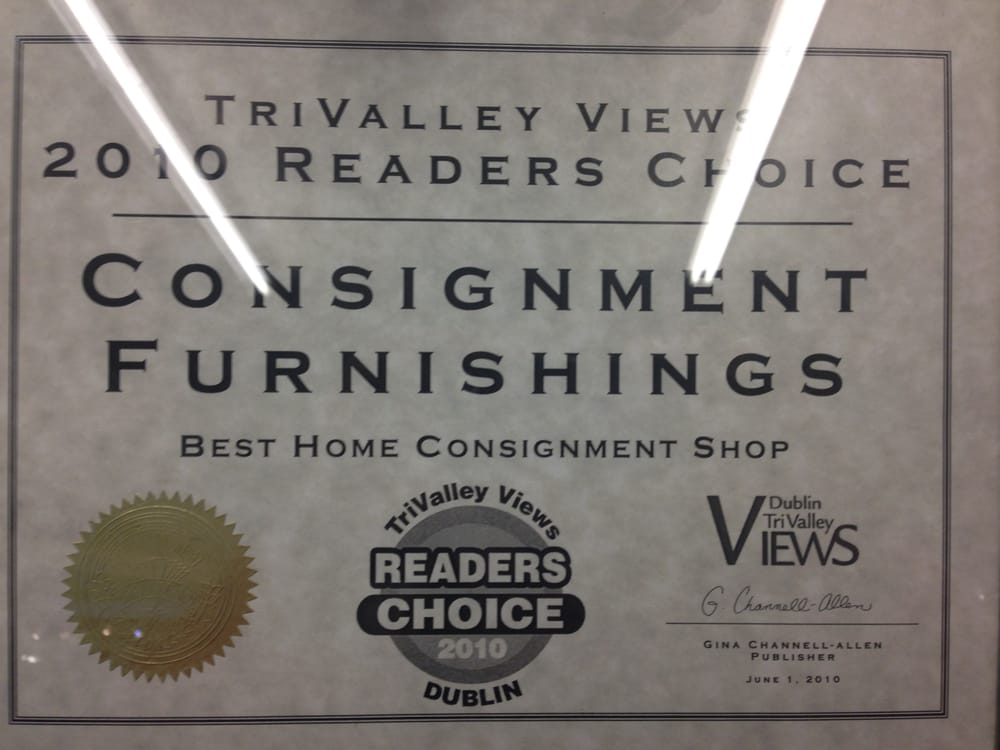 TRIVALLEY VIEWS
2010 READERS CHOICE
CONSIGNMENT
FURNISHINGS
BEST HOME CONSIGNMENT SHOP
TriValley Views
READERS
CHOICE
2010
DUBLIN
Dublin
TriValley
VIEWS
G. Channell-Allen
GINA CHANNELL-ALLEN
PUBLISHER
JUNE 1, 2010